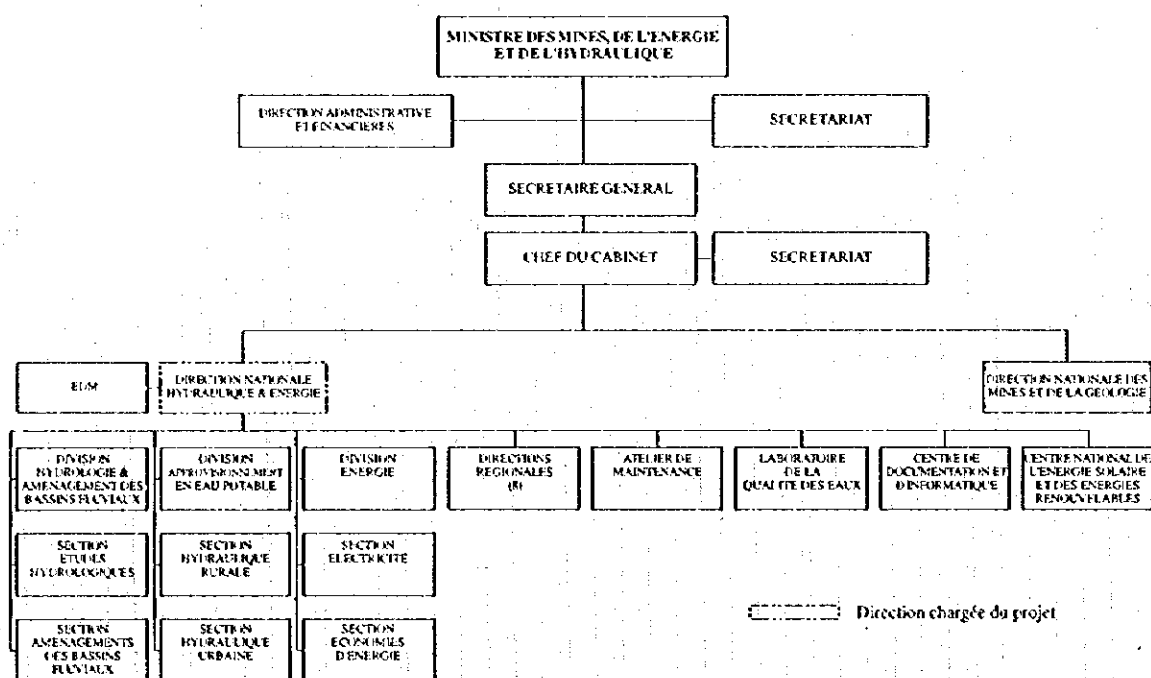 MINISTRE DES MINES, DE L'ENERGIE
ET DE L'HYDRAULIQUE
DIRECTION ADMINISTRATIVE
ET FINANCIERES
SECRETARIAT
SECRETAIRE GENERAL
CHEF DU CABINET
SECRETARIAT
EDM
DIRECTION NATIONALE
HYDRAULIQUE & ENERGIE
DIRECTION NATIONALE DES
MINES ET DE LA GEOLOGIE
DIVISION
HYDROLOGIE &
AMENAGEMENT DES
BASSINS FLUVIAUX
DIVISION
APPROVISIONNEMENT
EN EAU POTABLE
DIVISION
ENERGIE
DIRECTIONS
REGIONALES
(8)
ATELIER DE
MAINTENANCE
LABORATOIRE
DE LA
QUALITE DES EAUX
CENTRE DE
DOCUMENTATION ET
D'INFORMATIQUE
CENTRE NATIONAL DE
L'ENERGIE SOLAIRE
ET DES ENERGIES
RENOUVELABLES
SECTION
ETUDES
HYDROLOGIQUES
SECTION
HYDRAULIQUE
RURALE
SECTION
ELECTRICITÉ
SECTION
AMENAGEMENTS
DES BASSINS
FLUVIAUX
SECTION
HYDRAULIQUE
URBAINE
SECTION
ECONOMIES
D'ENERGIE
Direction chargée du projet